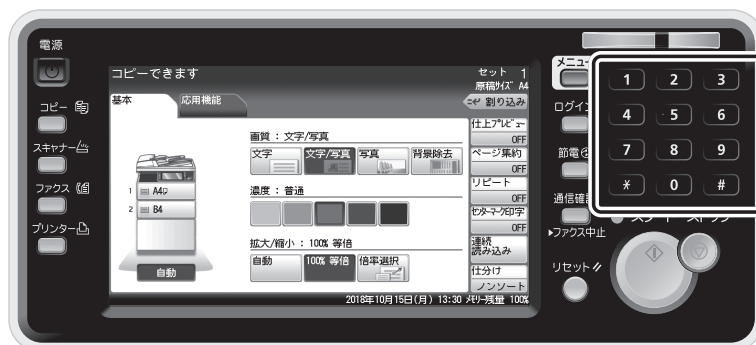 電源
コピー
スキャナー
ファクス
プリンター
コピーできます
セット 1
原稿ｻｲｽﾞ A4
基本
応用機能
割り込み
画質：文字/写真
文字
文字/写真
写真
背景除去
濃度：普通
拡大/縮小：100% 等倍
自動
100% 等倍
倍率選択
1 A4
2 B4
自動
仕上ﾌﾟﾚﾋﾞｭｰ
OFF
ページ集約
OFF
リピート
OFF
ｾﾝﾀｰﾏｰｸ印字
OFF
連続
読み込み
仕分け
ノンソート
2018年10月15日(月) 13:30 ﾒﾓﾘｰ残量 100%
メニュー
ログイン
節電
通信確認
▶ファクス中止
リセット
1 2 3
4 5 6
7 8 9
* 0 #